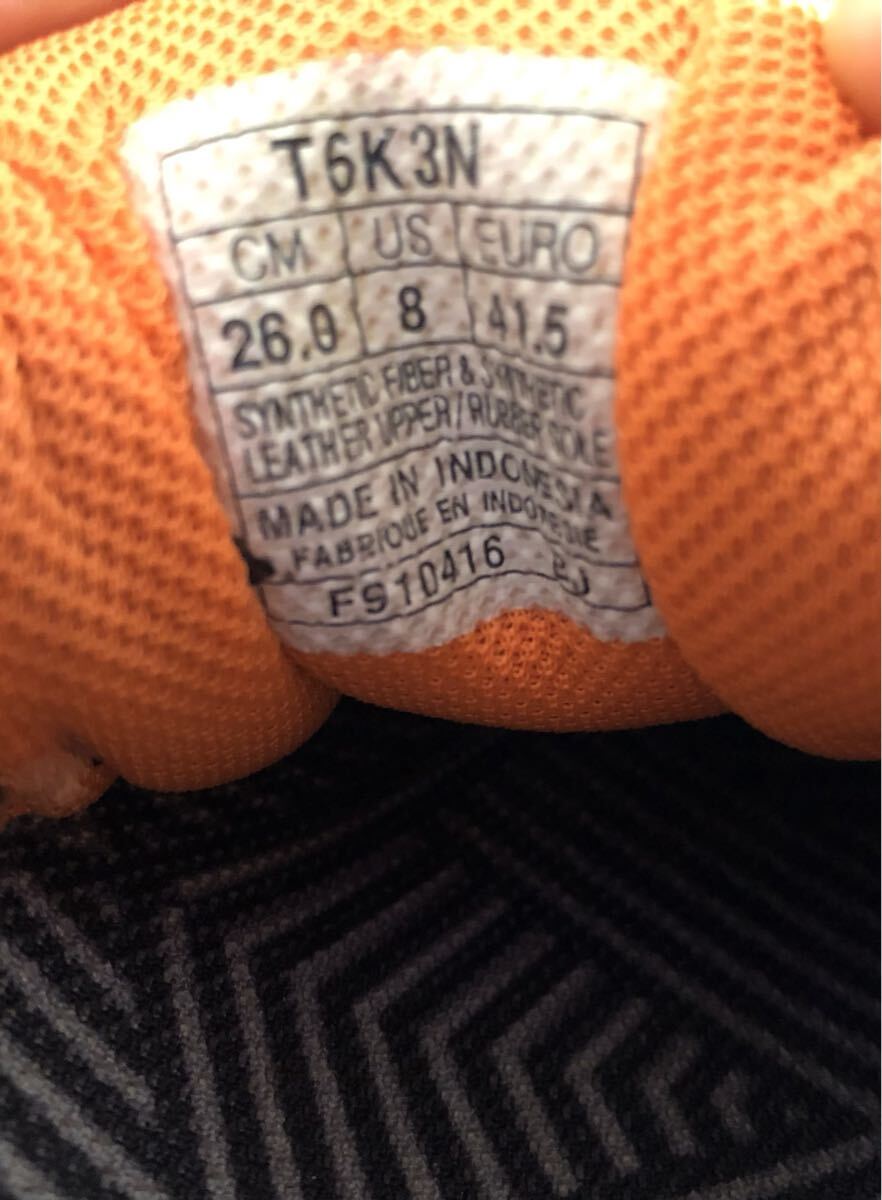 T6K3N
CM US EURO
26.0 8 41.5
SYNTHETIC FIBER & SYNTHETIC
LEATHER UPPER/RUBBER SOLE
MADE IN INDONESIA
FABRIQUE EN INDONESIE
FS10416